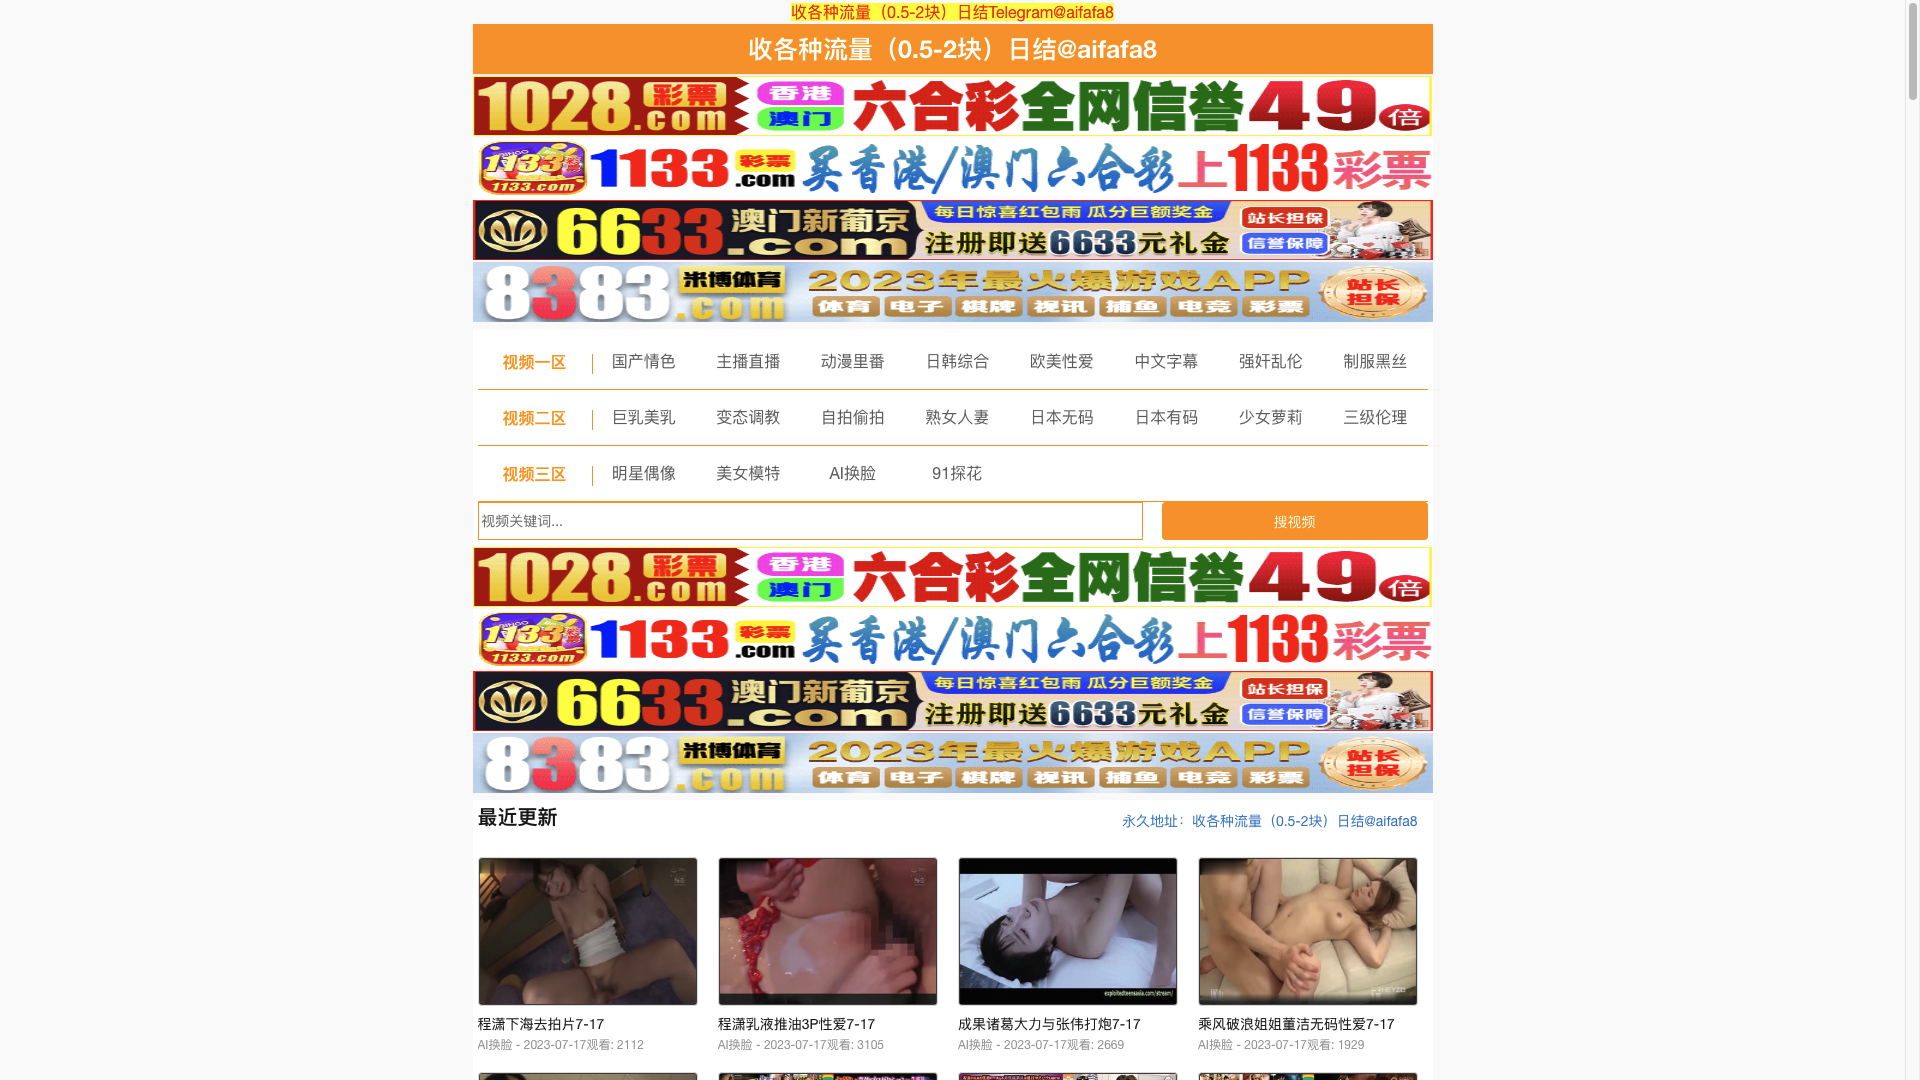 收各种流量（0.5-2块）日结Telegram@aifafa8
收各种流量（0.5-2块）日结@aifafa8
1028.com 彩票 香港 澳门 六合彩全网信誉49倍
1133.com 1133.com 彩票 买香港/澳门六合彩上1133彩票
6633.com 澳门新葡京 每日惊喜红包雨 瓜分巨额奖金 注册即送6633元礼金 站长担保 信誉保障
8383.com 米博体育 2023年最火爆游戏APP 体育 电子 棋牌 视讯 捕鱼 电竞 彩票 站长担保
视频一区 国产情色 主播直播 动漫里番 日韩综合 欧美性爱 中文字幕 强奸乱伦 制服黑丝
视频二区 巨乳美乳 变态调教 自拍偷拍 熟女人妻 日本无码 日本有码 少女萝莉 三级伦理
视频三区 明星偶像 美女模特 AI换脸 91探花
视频关键词... 搜视频
1028.com 彩票 香港 澳门 六合彩全网信誉49倍
1133.com 1133.com 彩票 买香港/澳门六合彩上1133彩票
6633.com 澳门新葡京 每日惊喜红包雨 瓜分巨额奖金 注册即送6633元礼金 站长担保 信誉保障
8383.com 米博体育 2023年最火爆游戏APP 体育 电子 棋牌 视讯 捕鱼 电竞 彩票 站长担保
最近更新 永久地址：收各种流量（0.5-2块）日结@aifafa8
程潇下海去拍片7-17 程潇乳液推油3P性爱7-17 成果诸葛大力与张伟打炮7-17 乘风破浪姐姐董洁无码性爱7-17
AI换脸 - 2023-07-17观看: 2112 AI换脸 - 2023-07-17观看: 3105 AI换脸 - 2023-07-17观看: 2669 AI换脸 - 2023-07-17观看: 1929